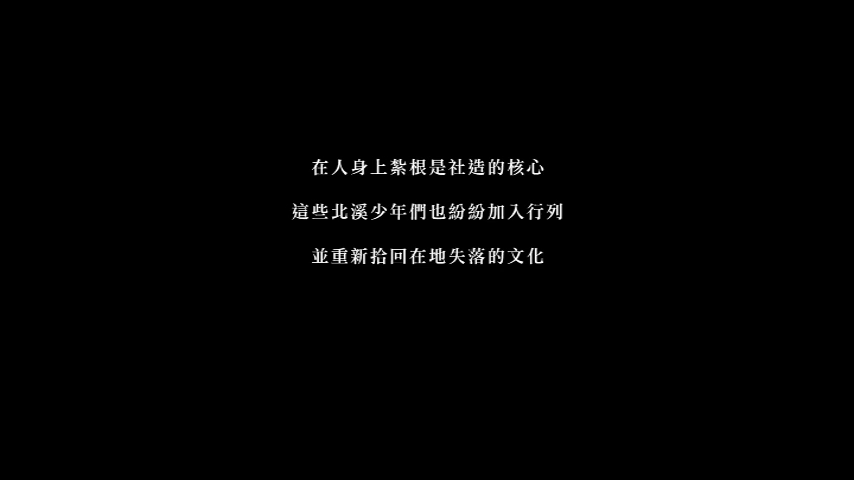 在人身上紮根是社造的核心
這些北溪少年們也紛紛加入行列
並重新拾回在地失落的文化